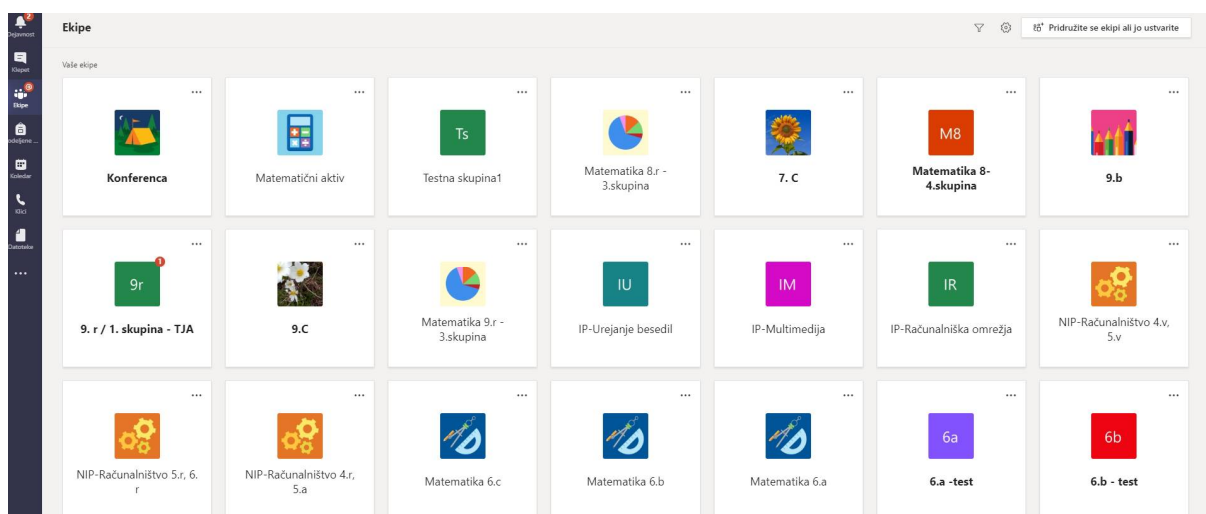 2
Dejavnost
Ekipe
Pridružite se ekipi ali jo ustvarite
Klepet
Vaše ekipe
@
Ekipe
odeljene ...
Koledar
Klici
Datoteke
Ts
M8
Konferenca
Matematični aktiv
Testna skupina1
Matematika 8.r -
3.skupina
7. C
Matematika 8-
4.skupina
9.b
9r
1
IU
IM
IR
9. r / 1. skupina - TJA
9.C
Matematika 9.r -
3.skupina
IP-Urejanje besedil
IP-Multimedija
IP-Računalniška omrežja
NIP-Računalništvo 4.v,
5.v
6a
6b
NIP-Računalništvo 5.r, 6.
r
NIP-Računalništvo 4.r,
5.a
Matematika 6.c
Matematika 6.b
Matematika 6.a
6.a -test
6.b - test